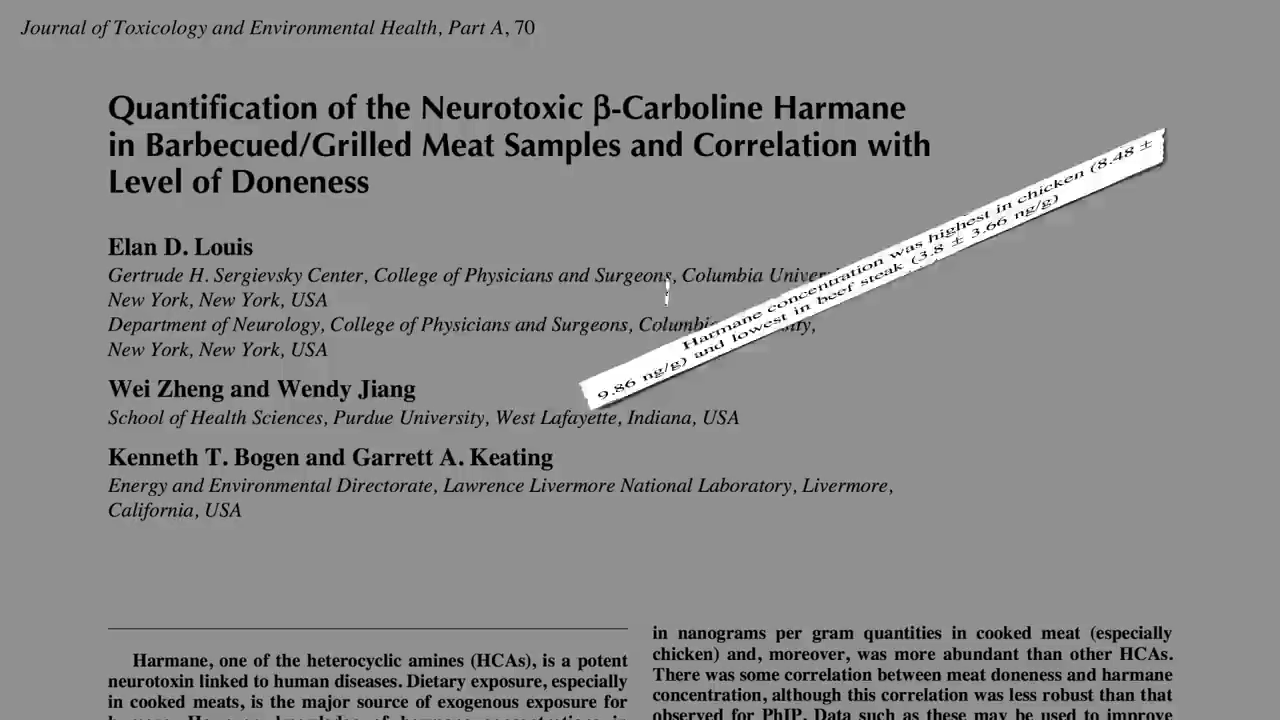 Journal of Toxicology and Environmental Health, Part A, 70
Quantification of the Neurotoxic β-Carboline Harmane
in Barbecued/Grilled Meat Samples and Correlation with
Level of Doneness
Elan D. Louis
Gertrude H. Sergievsky Center, College of Physicians and Surgeons, Columbia
New York, New York, USA
Department of Neurology, College of Physicians and Surgeons,
New York, New York, USA
Harmane concentration was highest in chicken (8.48 ±
9.86 ng/g) and lowest in beef steak (3.8 ± 3.66 ng/g)
Wei Zheng and Wendy Jiang
School of Health Sciences, Purdue University, West Lafayette, Indiana, USA
Kenneth T. Bogen and Garrett A. Keating
Energy and Environmental Directorate, Lawrence Livermore National Laboratory, Livermore,
California, USA
Harmane, one of the heterocyclic amines (HCAs), is a potent
neurotoxin linked to human diseases. Dietary exposure, especially
in cooked meats, is the major source of exogenous exposure for
in nanograms per gram quantities in cooked meat (especially
chicken) and, moreover, was more abundant than other HCAs.
There was some correlation between meat doneness and harmane
concentration, although this correlation was less robust than that
observed for PhIP. Data such as these may be used to improve